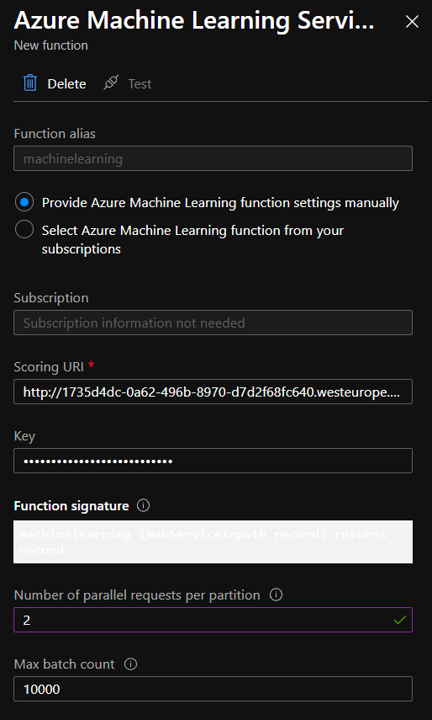 Azure Machine Learning Servi...
New function
Delete
Test
Function alias
machinelearning
Provide Azure Machine Learning function settings manually
Select Azure Machine Learning function from your
subscriptions
Subscription
Subscription information not needed
Scoring URI *
http://1735d4dc-0a62-496b-8970-d7d2f68fc640.westeurope....
Key
•••••••••••••••••••••••••••
Function signature
machinelearning (WebServiceInput0 record) returns
record
Number of parallel requests per partition
2
Max batch count
10000